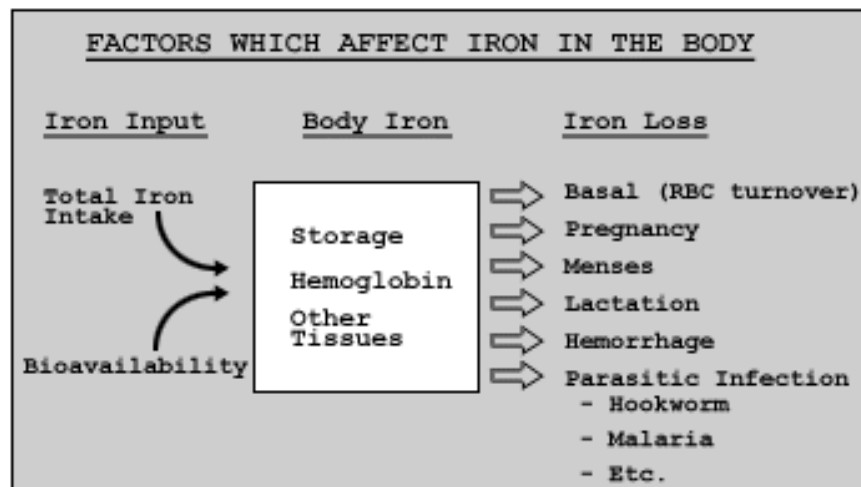 FACTORS WHICH AFFECT IRON IN THE BODY
Iron Input
Total Iron
Intake
Bioavailability
Body Iron
Storage
Hemoglobin
Other
Tissues
Iron Loss
Basal (RBC turnover)
Pregnancy
Menses
Lactation
Hemorrhage
Parasitic Infection
- Hookworm
- Malaria
- Etc.